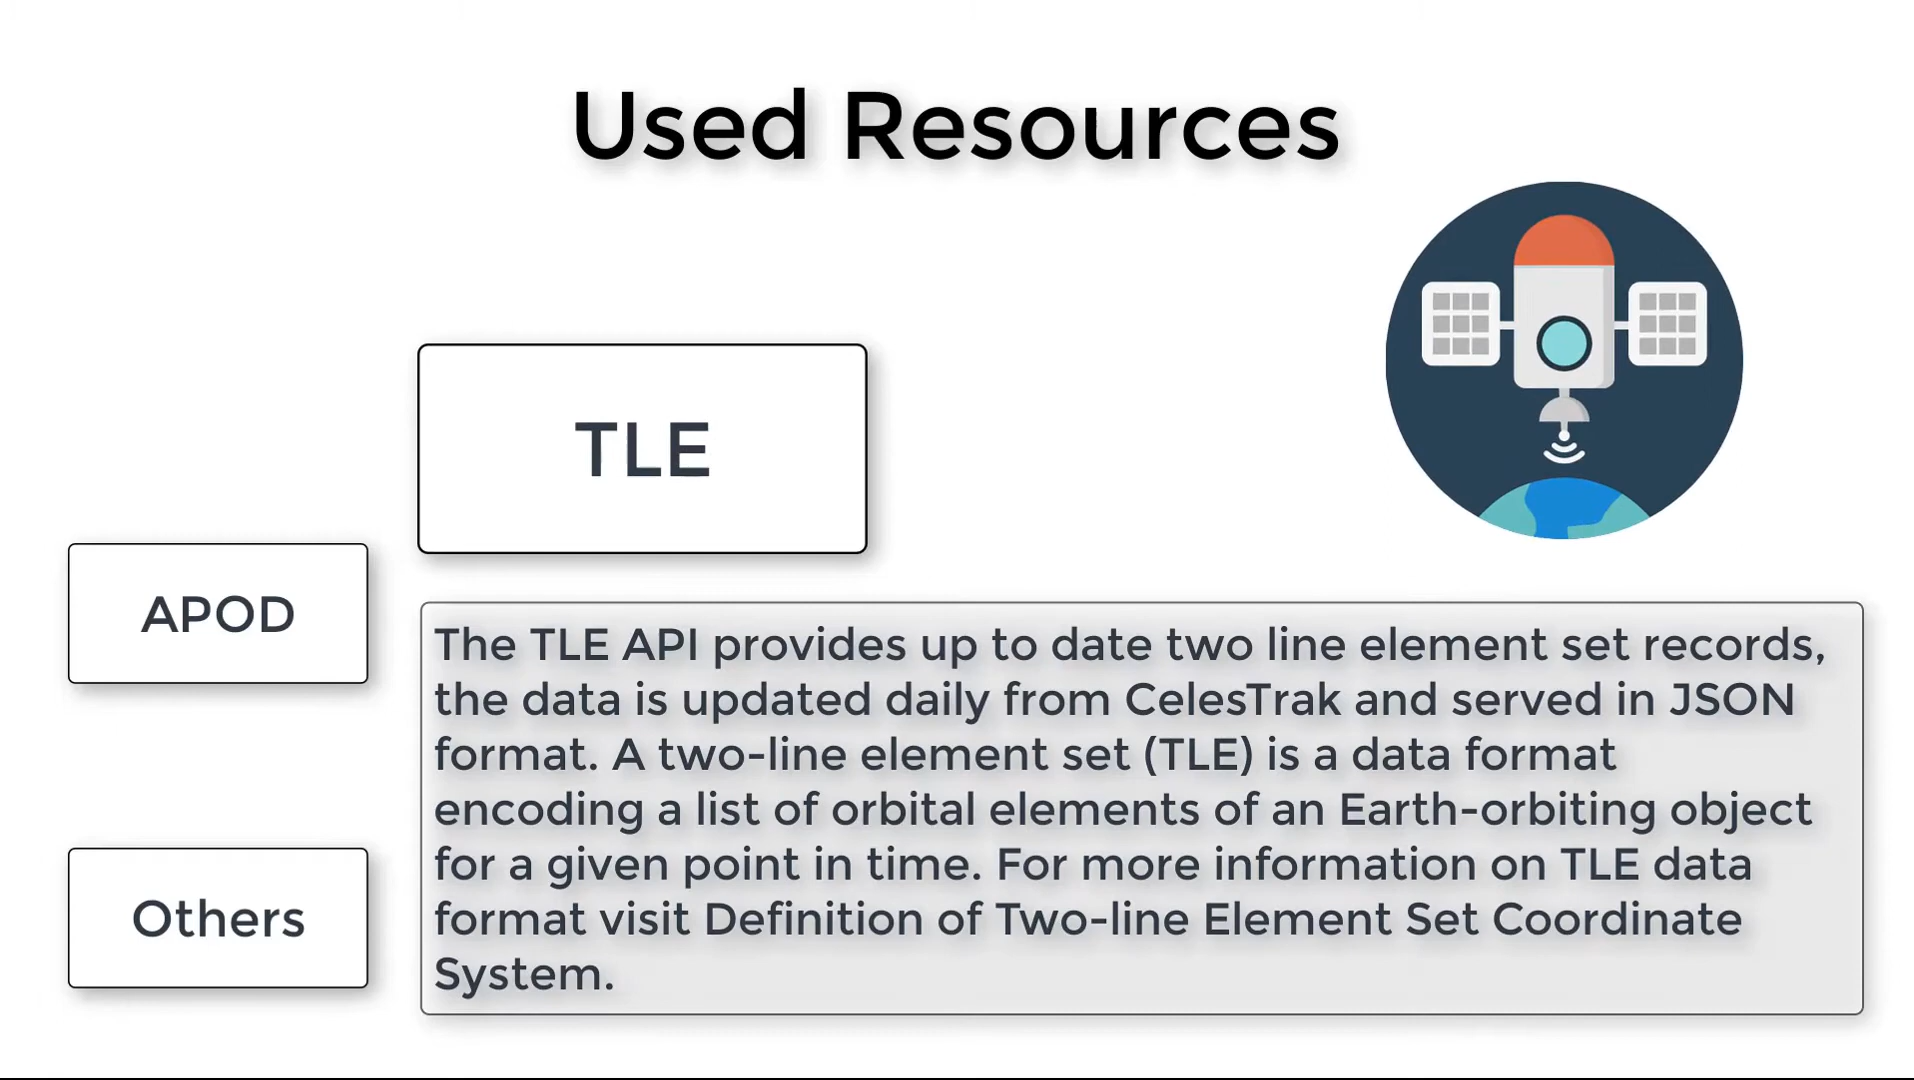 Used Resources
TLE
APOD
The TLE API provides up to date two line element set records,
the data is updated daily from CelesTrak and served in JSON
format. A two-line element set (TLE) is a data format
encoding a list of orbital elements of an Earth-orbiting object
for a given point in time. For more information on TLE data
format visit Definition of Two-line Element Set Coordinate
System.
Others